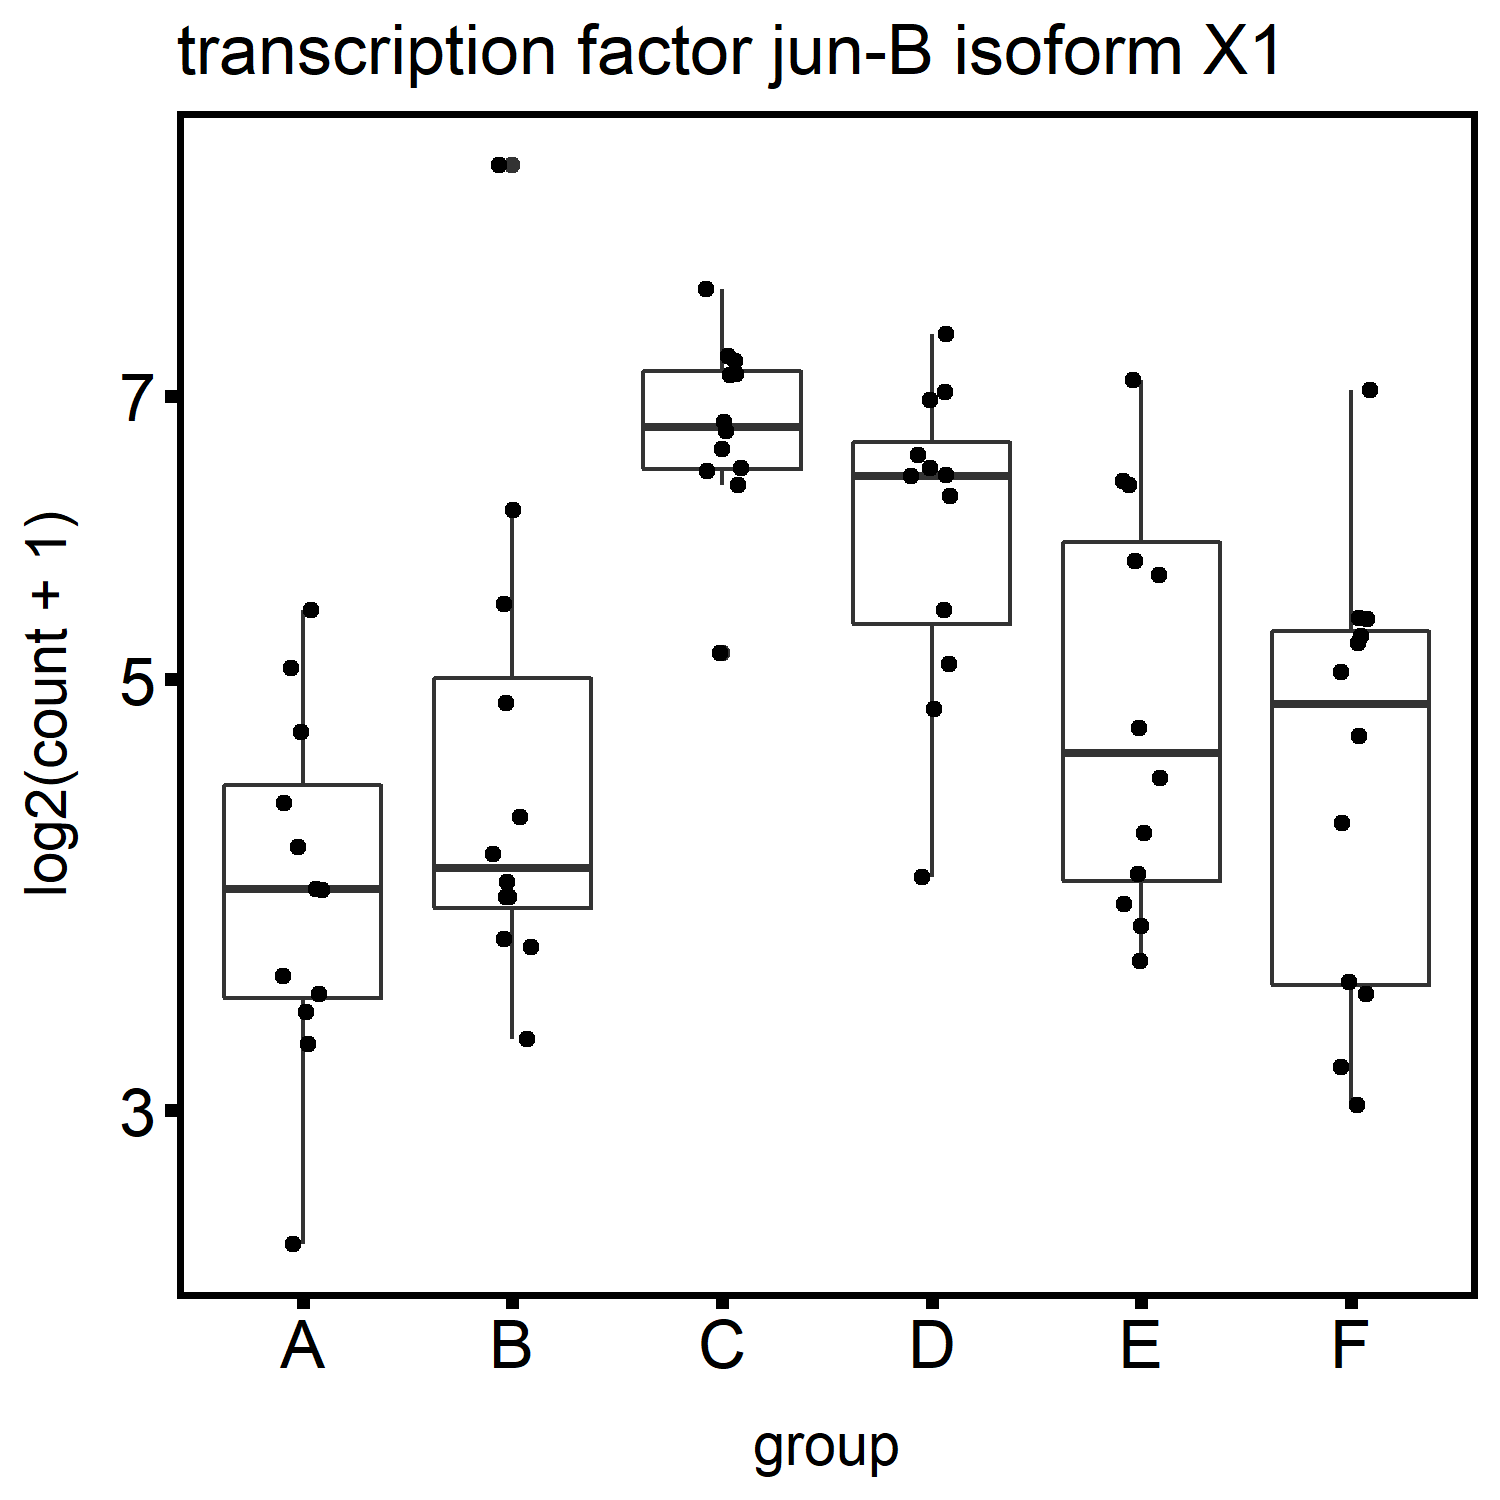 transcription factor jun-B isoform X1
log2(count + 1)
7
5
3
A B C D E F
group